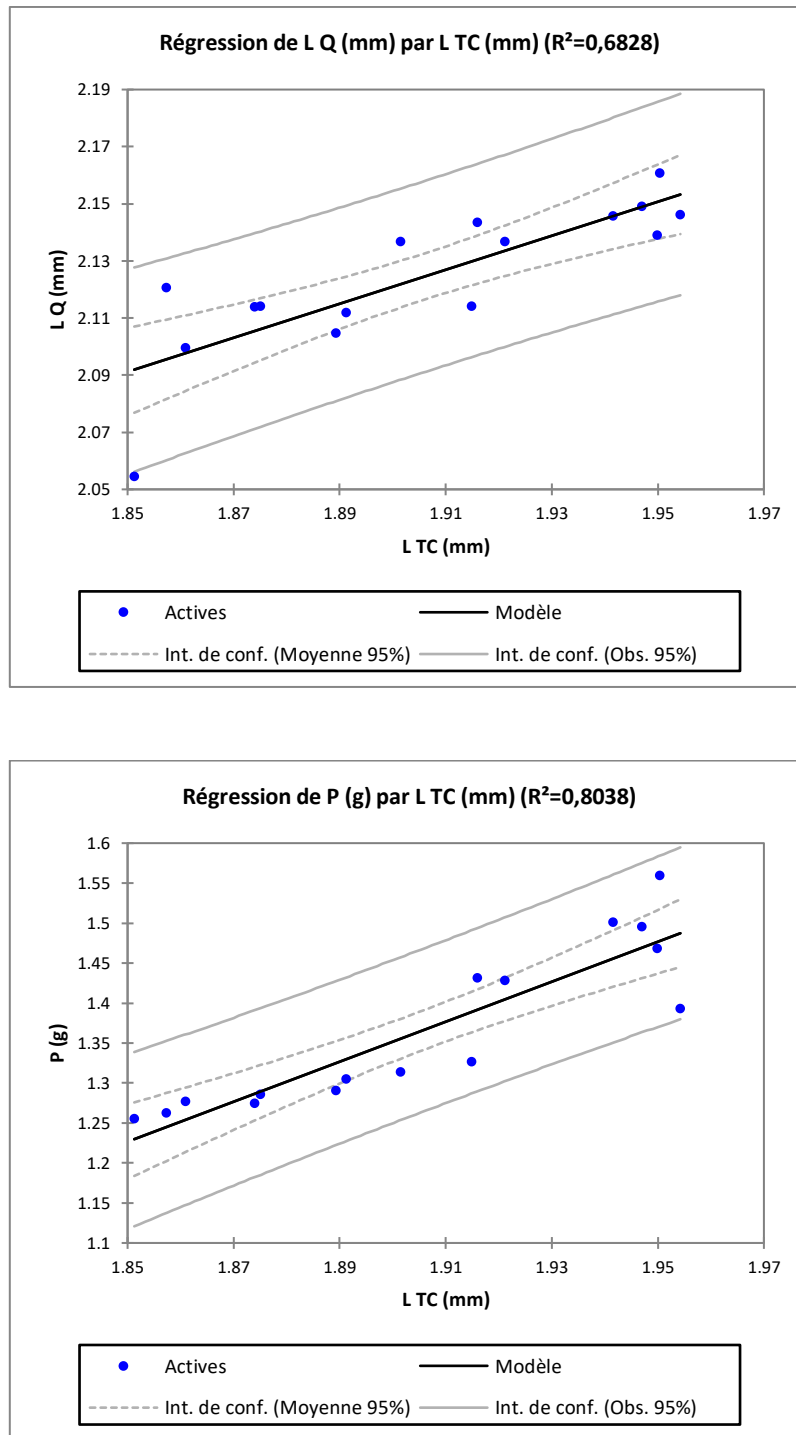 Régression de L Q (mm) par L TC (mm) (R²=0,6828)
2.19
2.17
2.15
2.13
2.11
2.09
2.07
2.05
L Q (mm)
1.85 1.87 1.89 1.91 1.93 1.95 1.97
L TC (mm)
Actives Modèle
Int. de conf. (Moyenne 95%) Int. de conf. (Obs. 95%)
Régression de P (g) par L TC (mm) (R²=0,8038)
1.6
1.55
1.5
1.45
1.4
1.35
1.3
1.25
1.2
1.15
1.1
P (g)
1.85 1.87 1.89 1.91 1.93 1.95 1.97
L TC (mm)
Actives Modèle
Int. de conf. (Moyenne 95%) Int. de conf. (Obs. 95%)